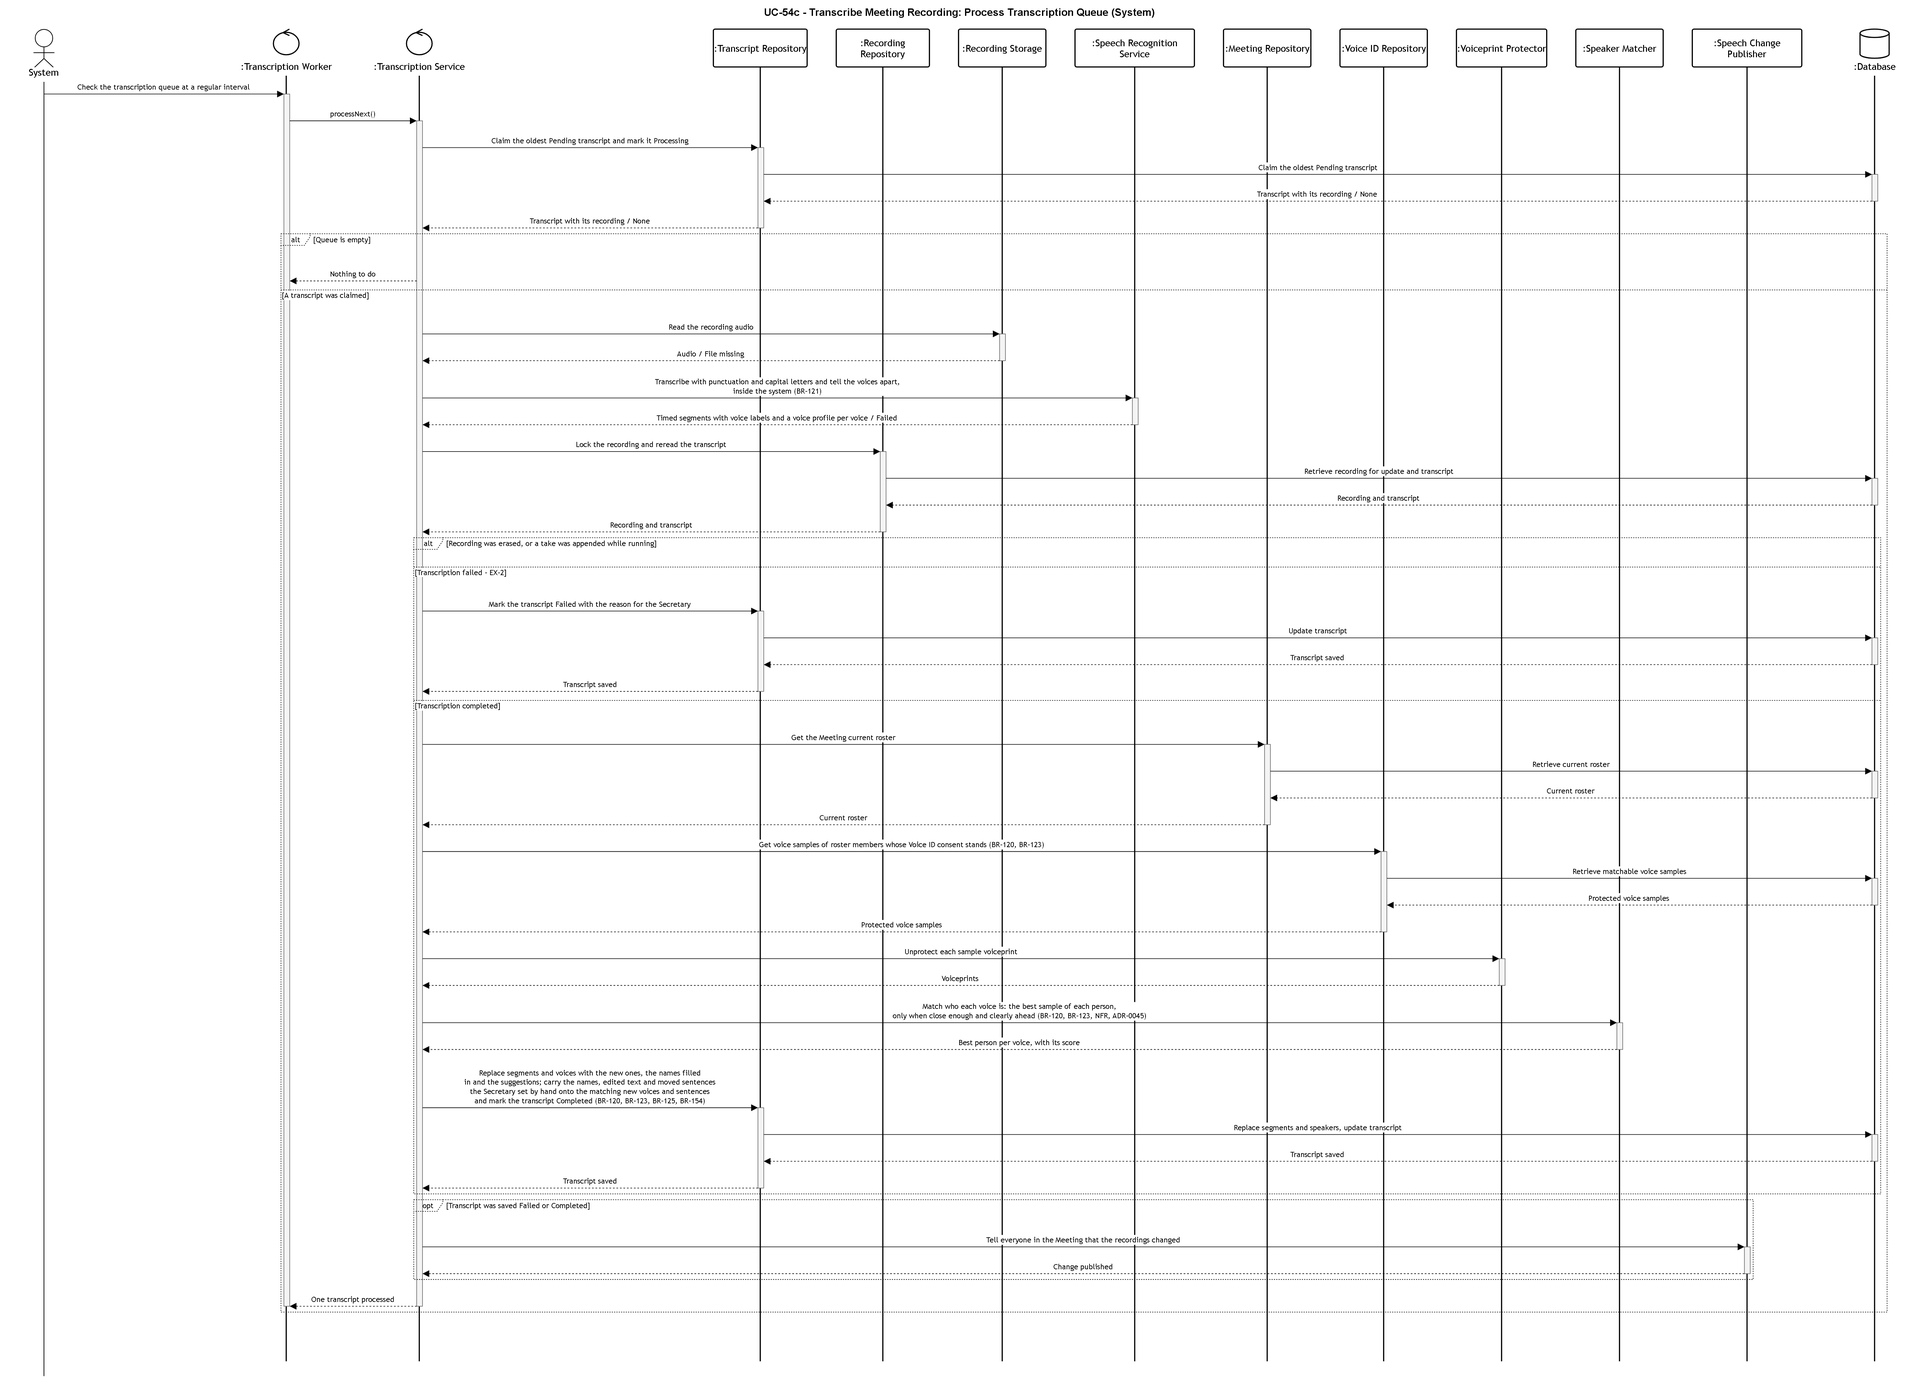 UC-54c - Transcribe Meeting Recording: Process Transcription Queue (System)
System
:Transcription Worker
:Transcription Service
:Transcript Repository
:Recording
Repository
:Recording Storage
:Speech Recognition
Service
:Meeting Repository
:Voice ID Repository
:Voiceprint Protector
:Speaker Matcher
:Speech Change
Publisher
:Database
Check the transcription queue at a regular interval
processNext()
Claim the oldest Pending transcript and mark it Processing
Claim the oldest Pending transcript
Transcript with its recording / None
Transcript with its recording / None
alt [Queue is empty]
Nothing to do
[A transcript was claimed]
Read the recording audio
Audio / File missing
Transcribe with punctuation and capital letters and tell the voices apart,
inside the system (BR-121)
Timed segments with voice labels and a voice profile per voice / Failed
Lock the recording and reread the transcript
Retrieve recording for update and transcript
Recording and transcript
Recording and transcript
alt [Recording was erased, or a take was appended while running]
[Transcription failed - EX-2]
Mark the transcript Failed with the reason for the Secretary
Update transcript
Transcript saved
Transcript saved
[Transcription completed]
Get the Meeting current roster
Retrieve current roster
Current roster
Current roster
Get voice samples of roster members whose Voice ID consent stands (BR-120, BR-123)
Retrieve matchable voice samples
Protected voice samples
Protected voice samples
Unprotect each sample voiceprint
Voiceprints
Match who each voice is: the best sample of each person,
only when close enough and clearly ahead (BR-120, BR-123, NFR, ADR-0045)
Best person per voice, with its score
Replace segments and voices with the new ones, the names filled
in and the suggestions; carry the names, edited text and moved sentences
the Secretary set by hand onto the matching new voices and sentences
and mark the transcript Completed (BR-120, BR-123, BR-125, BR-154)
Replace segments and speakers, update transcript
Transcript saved
Transcript saved
opt [Transcript was saved Failed or Completed]
Tell everyone in the Meeting that the recordings changed
Change published
One transcript processed